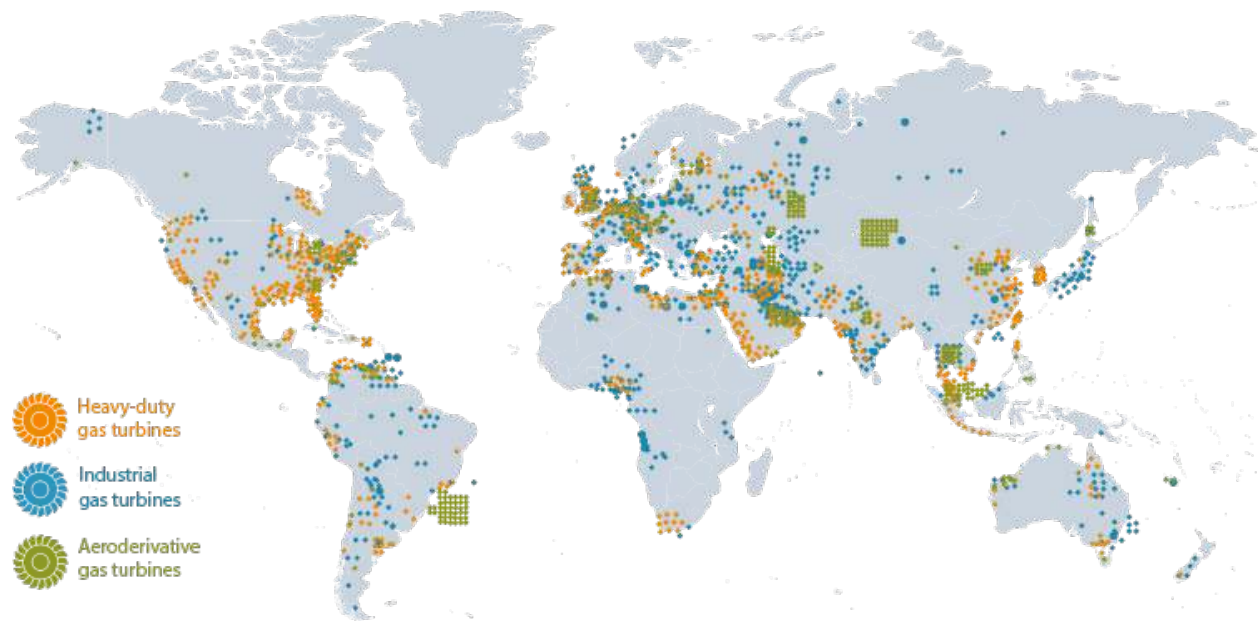 Heavy-duty
gas turbines
Industrial
gas turbines
Aeroderivative
gas turbines